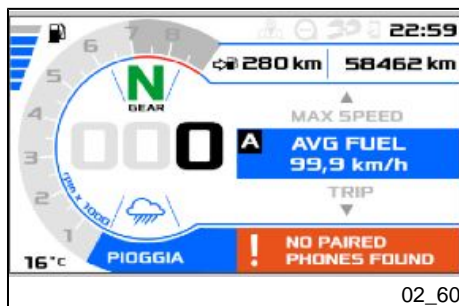 22:59
280 km 58462 km
8
7
6
5
4
3
2
1
rpm x 1000
N
GEAR
000
MAX SPEED
A AVG FUEL
99,9 km/h
TRIP
16°C
PIOGGIA
! NO PAIRED
PHONES FOUND
02_60